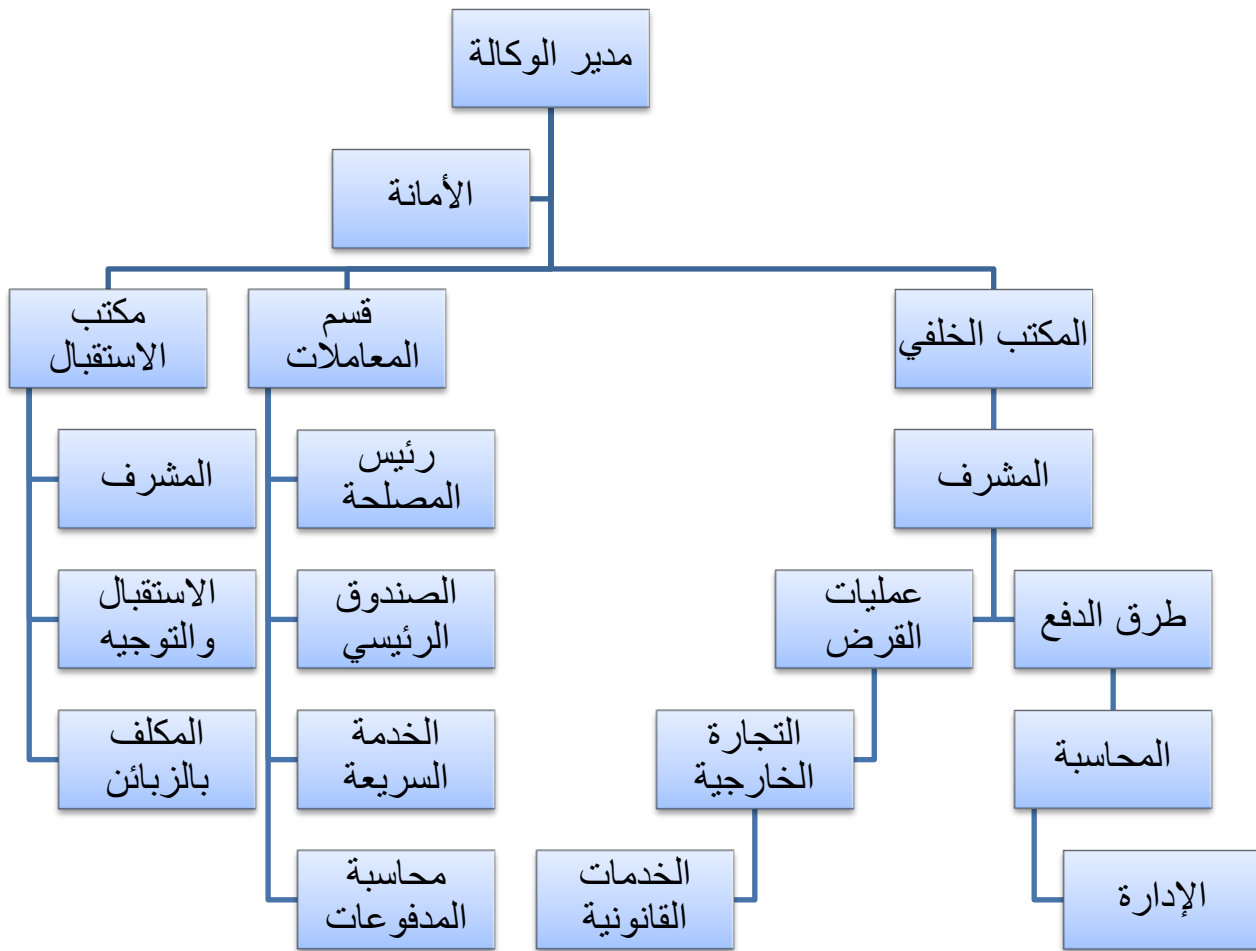 مدير الوكالة
الأمانة
المكتب الخلفي
قسم
المعاملات
مكتب
الاستقبال
المشرف
رئيس
المصلحة
المشرف
طرق الدفع
عمليات
القرض
الصندوق
الرئيسي
الاستقبال
والتوجيه
المحاسبة
التجارة
الخارجية
الخدمة
السريعة
المكلف
بالزبائن
الإدارة
الخدمات
القانونية
محاسبة
المدفوعات